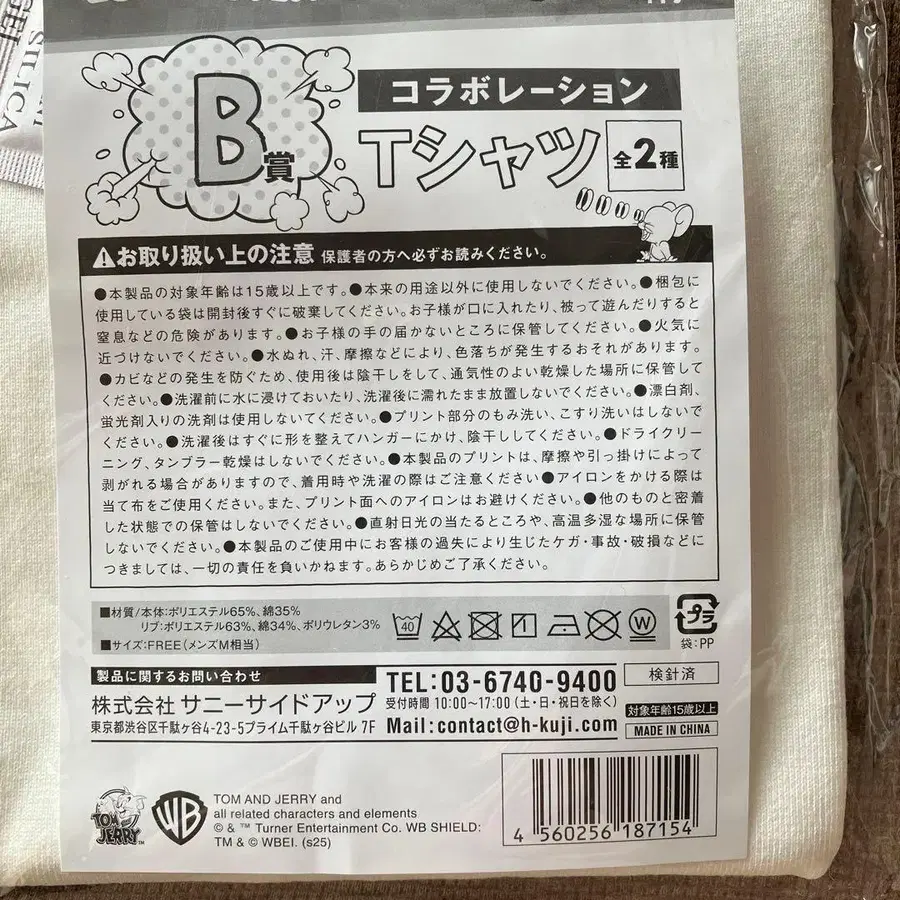 GEL
SILICA
B賞
コラボレーション
Tシャツ 全2種
お取り扱い上の注意 保護者の方へ必ずお読みください。
●本製品の対象年齢は15歳以上です。●本来の用途以外に使用しないでください。●梱包に
使用している袋は開封後すぐに破棄してください。お子様が口に入れたり、被って遊んだりすると
窒息などの危険があります。●お子様の手の届かないところに保管してください。●火気に
近づけないでください。●水ぬれ、汗、摩擦などにより、色落ちが発生するおそれがあります。
●カビなどの発生を防ぐため、使用後は陰干しをして、通気性のよい乾燥した場所に保管して
ください。●洗濯前に水に浸けておいたり、洗濯後に濡れたまま放置しないでください。●漂白剤、
蛍光剤入りの洗剤は使用しないてください。●プリント部分のもみ洗い、こすり洗いはしないで
ください。●洗濯後はすぐに形を整えてハンガーにかけ、陰干ししてください。●ドライクリー
ニング、タンブラー乾燥はしないでください。●本製品のプリントは、摩擦や引っ掛けによって
剥がれる場合がありますので、着用時や洗濯の際はご注意ください●アイロンをかける際は
当て布をご使用ください。また、プリント面へのアイロンはお避けください。●他のものと密着
した状態での保管はしないでください。●直射日光の当たるところや、高温多湿な場所に保管
しないでください。●本製品のご使用中にお客様の過失により生じたケガ・事故・破損などに
つきましては、一切の責任を負いかねます。あらかじめご了承ください。
■材質/本体:ポリエステル65%、綿35%
リブ:ポリエステル63%、綿34%、ポリウレタン3%
■サイズ:FREE(メンズM相当)
40
W
プラ
袋:PP
製品に関するお問い合わせ
株式会社 サニーサイドアップ
東京都渋谷区千駄ヶ谷4-23-5プライム千駄ヶ谷ビル 7F
TEL:03-6740-9400
受付時間 10:00~17:00(土・日・祝日を除く)
Mail:contact@h-kuji.com
検針済
対象年齢15歳以上
MADE IN CHINA
TOM AND JERRY
WB
TOM AND JERRY and
all related characters and elements
© & ™ Turner Entertainment Co. WB SHIELD:
TM & © WBEI. (s25)
4 560256 187154